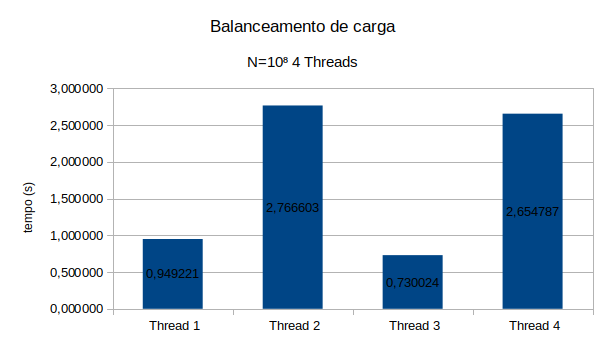 Balanceamento de carga
N=10⁸ 4 Threads
3,000000
2,500000
2,000000
1,500000
1,000000
0,500000
0,000000
tempo (s)
0,949221
2,766603
0,730024
2,654787
Thread 1
Thread 2
Thread 3
Thread 4